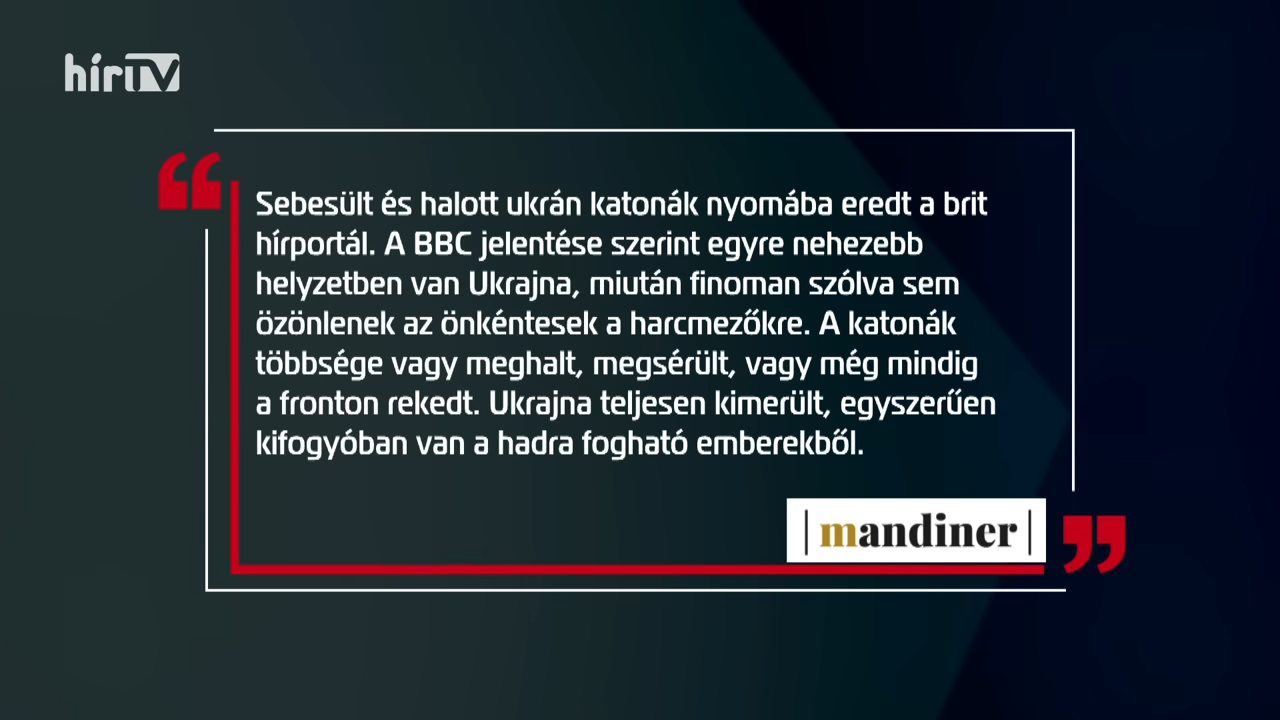 hírTV
Sebesült és halott ukrán katonák nyomába eredt a brit
hírportál. A BBC jelentése szerint egyre nehezebb
helyzetben van Ukrajna, miután finoman szólva sem
özönlenek az önkéntesek a harcmezőkre. A katonák
többsége vagy meghalt, megsérült, vagy még mindig
a fronton rekedt. Ukrajna teljesen kimerült, egyszerűen
kifogyóban van a hadra fogható emberekből.
| mandiner |